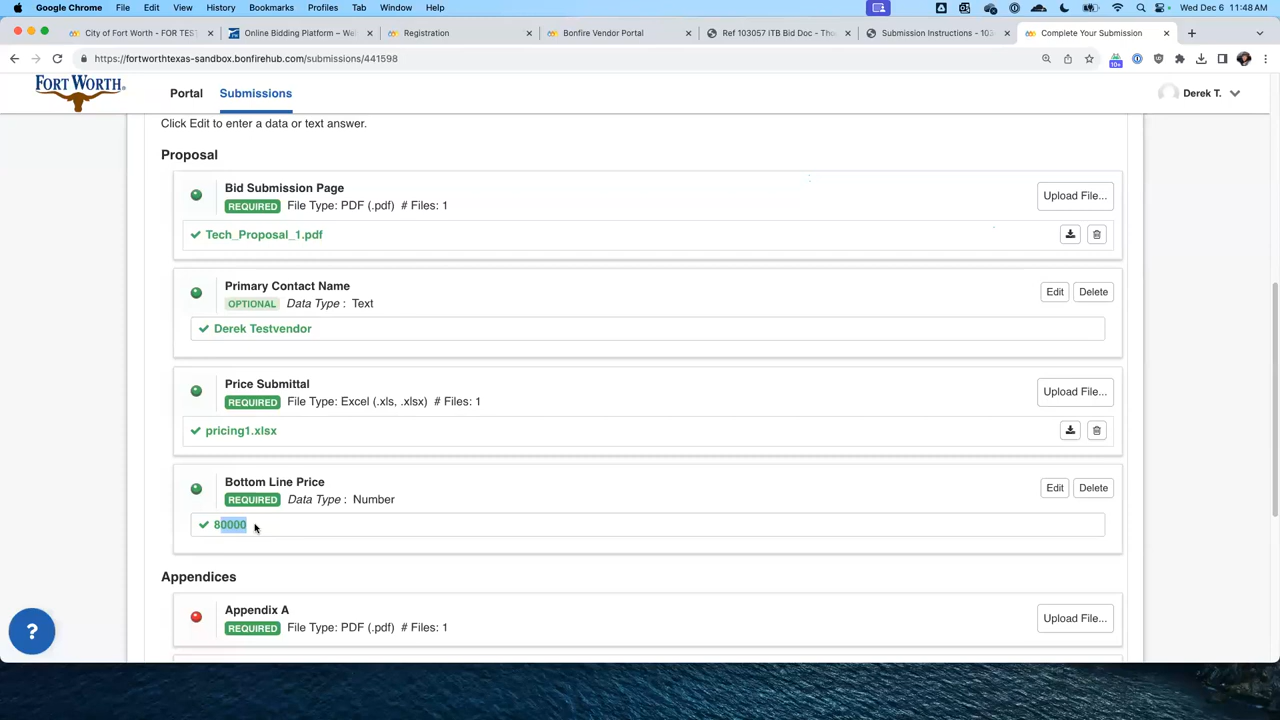 Google Chrome File Edit View History Bookmarks Profiles Tab Window Help Wed Dec 6 11:48 AM
City of Fort Worth - FOR TES Online Bidding Platform – We Registration Bonfire Vendor Portal Ref 103057 ITB Bid Doc - Tho Submission Instructions - 103 Complete Your Submission
https://fortworthtexas-sandbox.bonfirehub.com/submissions/441598
10+
FORT WORTH®
Portal Submissions Derek T.
Click Edit to enter a data or text answer.
Proposal
Bid Submission Page
REQUIRED File Type: PDF (.pdf) # Files: 1
Upload File...
Tech_Proposal_1.pdf
Primary Contact Name
OPTIONAL Data Type : Text
Edit Delete
Derek Testvendor
Price Submittal
REQUIRED File Type: Excel (.xls, .xlsx) # Files: 1
Upload File...
pricing1.xlsx
Bottom Line Price
REQUIRED Data Type : Number
Edit Delete
80000
Appendices
Appendix A
REQUIRED File Type: PDF (.pdf) # Files: 1
Upload File...
?